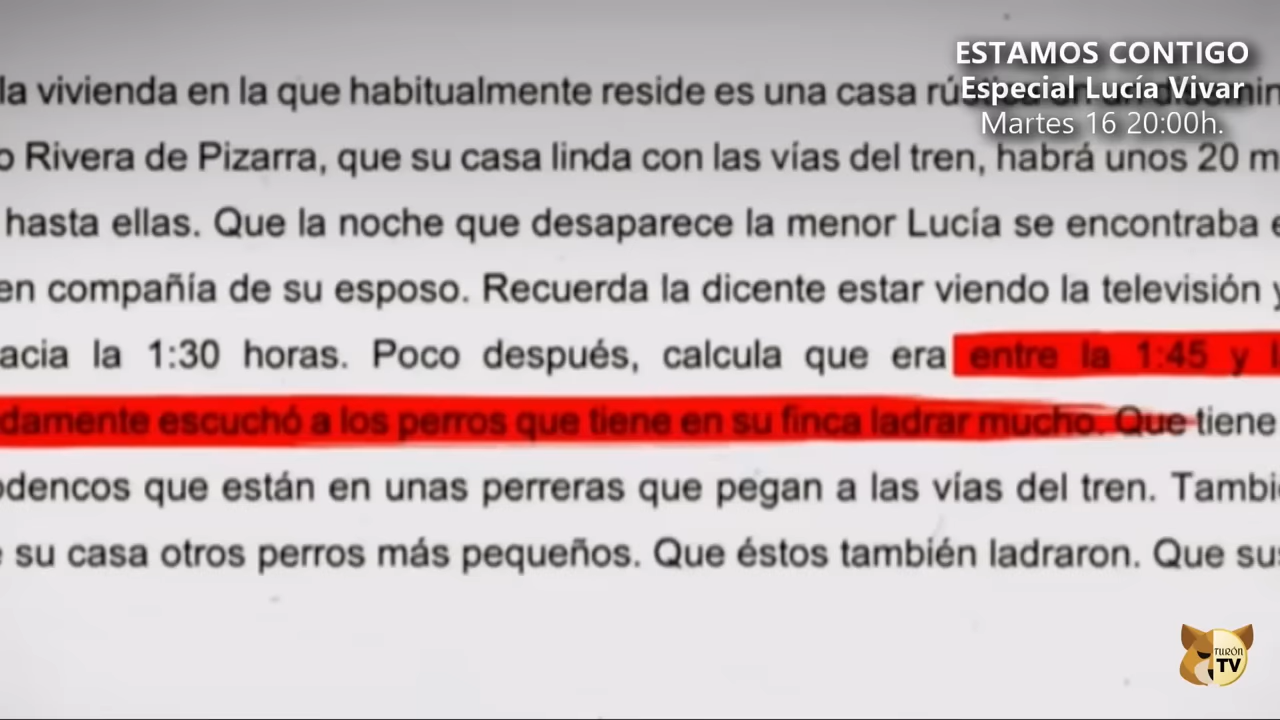 ESTAMOS CONTIGO
Especial Lucía Vivar
Martes 16 20:00h.
la vivienda en la que habitualmente reside es una casa
o Rivera de Pizarra, que su casa linda con las vías del tren, habrá unos 20 m
hasta ellas. Que la noche que desaparece la menor Lucía se encontraba e
en compañía de su esposo. Recuerda la dicente estar viendo la televisión y
acia la 1:30 horas. Poco después, calcula que era entre la 1:45 y l
damente escuchó a los perros que tiene en su finca ladrar mucho. Que tiene
odencos que están en unas perreras que pegan a las vías del tren. Tambi
su casa otros perros más pequeños. Que éstos también ladraron. Que sus
TURÓN
TV